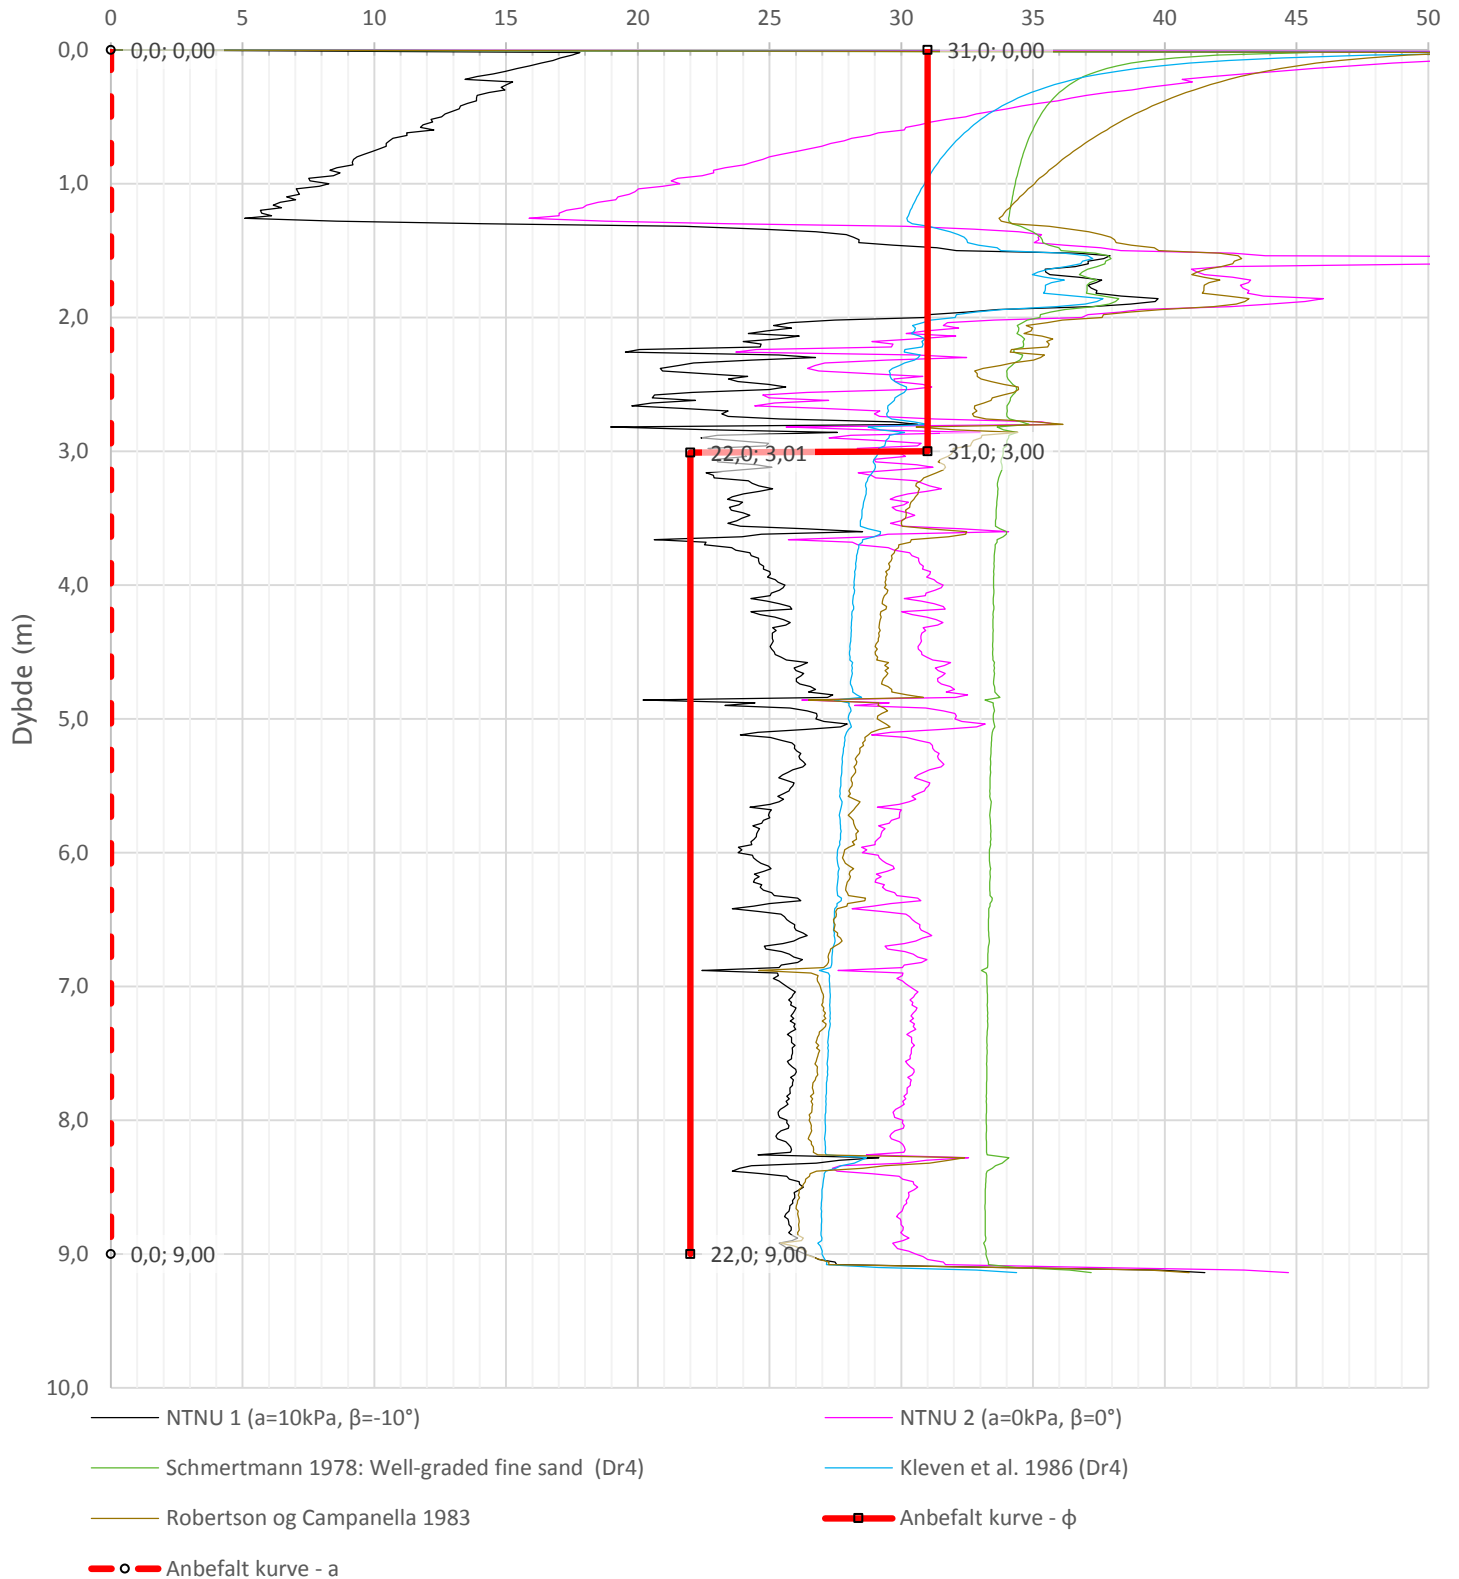 0 5 10 15 20 25 30 35 40 45 50
0,0
0,0; 0,00
31,0; 0,00
1,0
2,0
3,0
22,0; 3,01
31,0; 3,00
4,0
Dybde (m)
5,0
6,0
7,0
8,0
9,0
0,0; 9,00
22,0; 9,00
10,0
NTNU 1 (a=10kPa, β=-10°)
NTNU 2 (a=0kPa, β=0°)
Schmertmann 1978: Well-graded fine sand (Dr4)
Kleven et al. 1986 (Dr4)
Robertson og Campanella 1983
Anbefalt kurve - ϕ
Anbefalt kurve - a